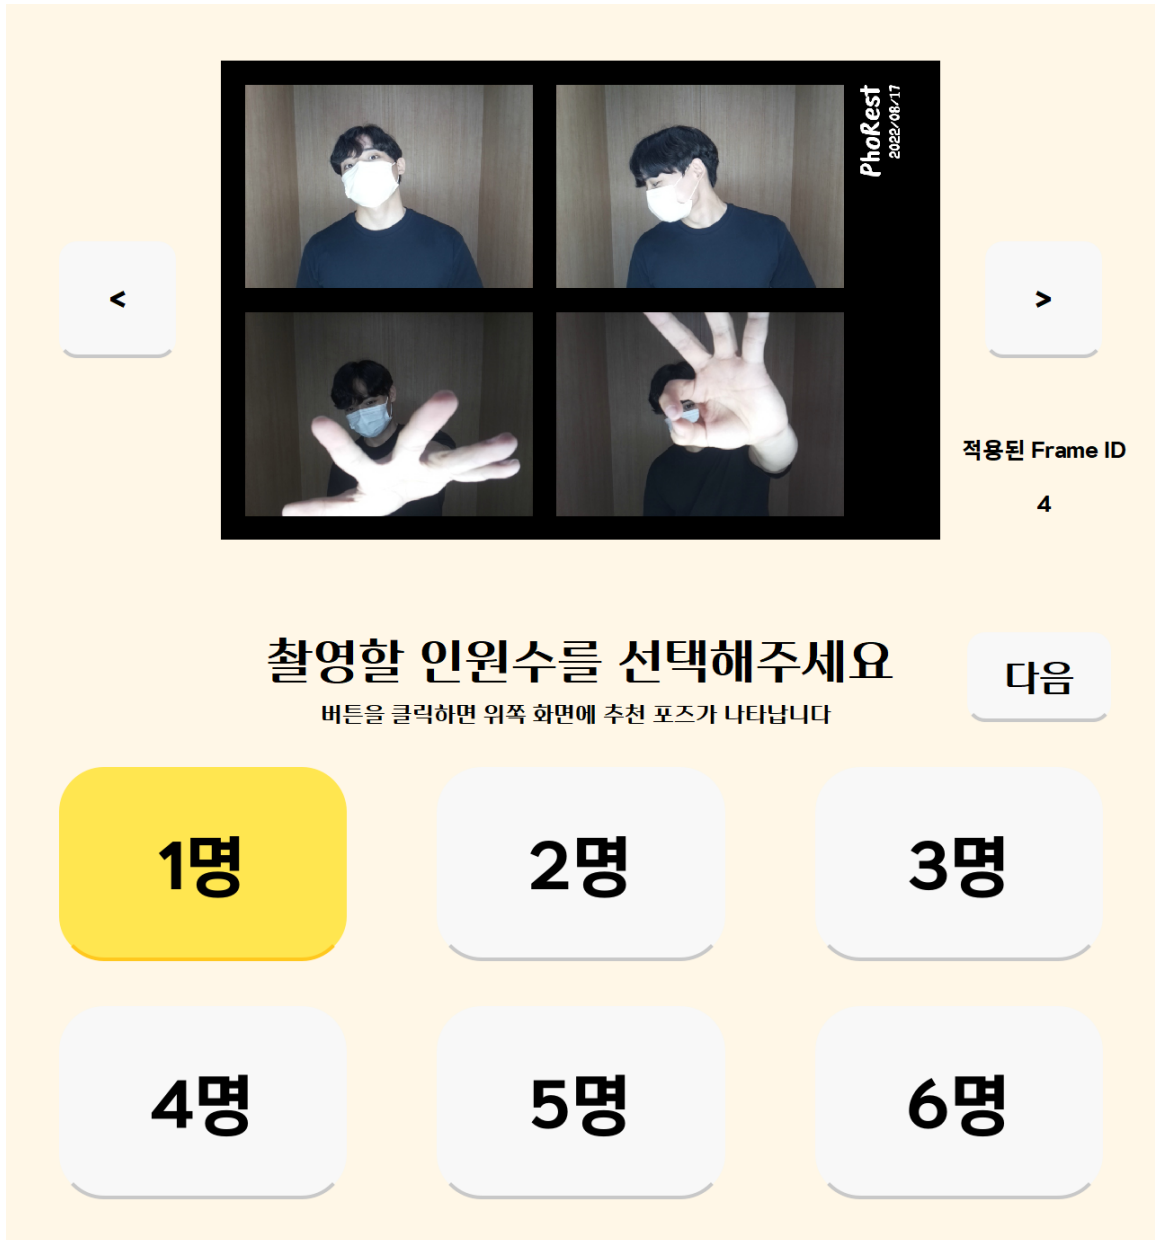 PhoRest
2022/08/17
<
>
적용된 Frame ID
4
촬영할 인원수를 선택해주세요
버튼을 클릭하면 위쪽 화면에 추천 포즈가 나타납니다
다음
1명
2명
3명
4명
5명
6명